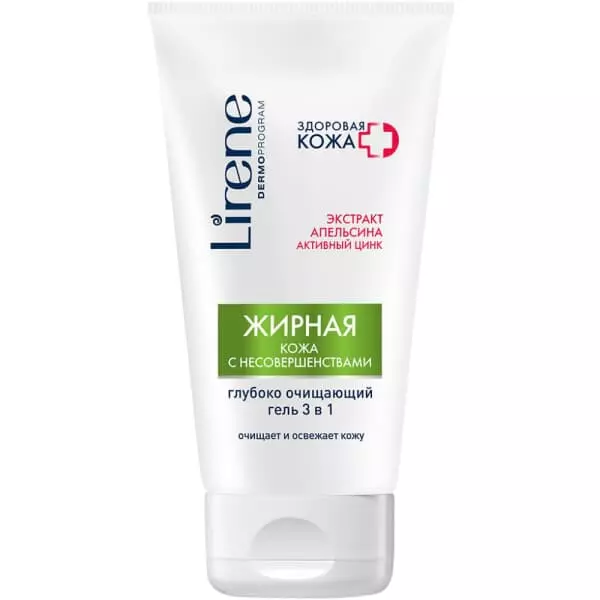 Lirene
DERMOPROGRAM
ЗДОРОВАЯ
КОЖА
ЭКСТРАКТ
АПЕЛЬСИНА
АКТИВНЫЙ ЦИНК
ЖИРНАЯ
КОЖА
С НЕСОВЕРШЕНСТВАМИ
глубоко очищающий
гель 3 в 1
очищает и освежает кожу